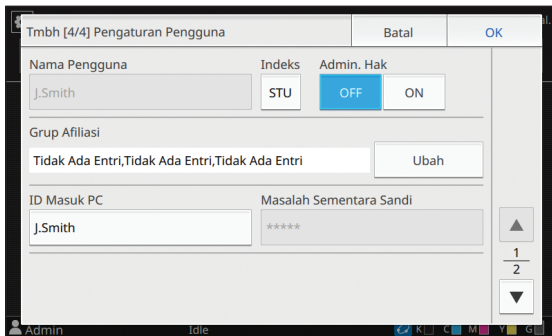 Tmbh [4/4] Pengaturan Pengguna Batal OK
Nama Pengguna Indeks Admin. Hak
J.Smith STU OFF ON
Grup Afiliasi
Tidak Ada Entri,Tidak Ada Entri,Tidak Ada Entri Ubah
ID Masuk PC Masalah Sementara Sandi
J.Smith *****
1
2
Admin Idle K C M Y G